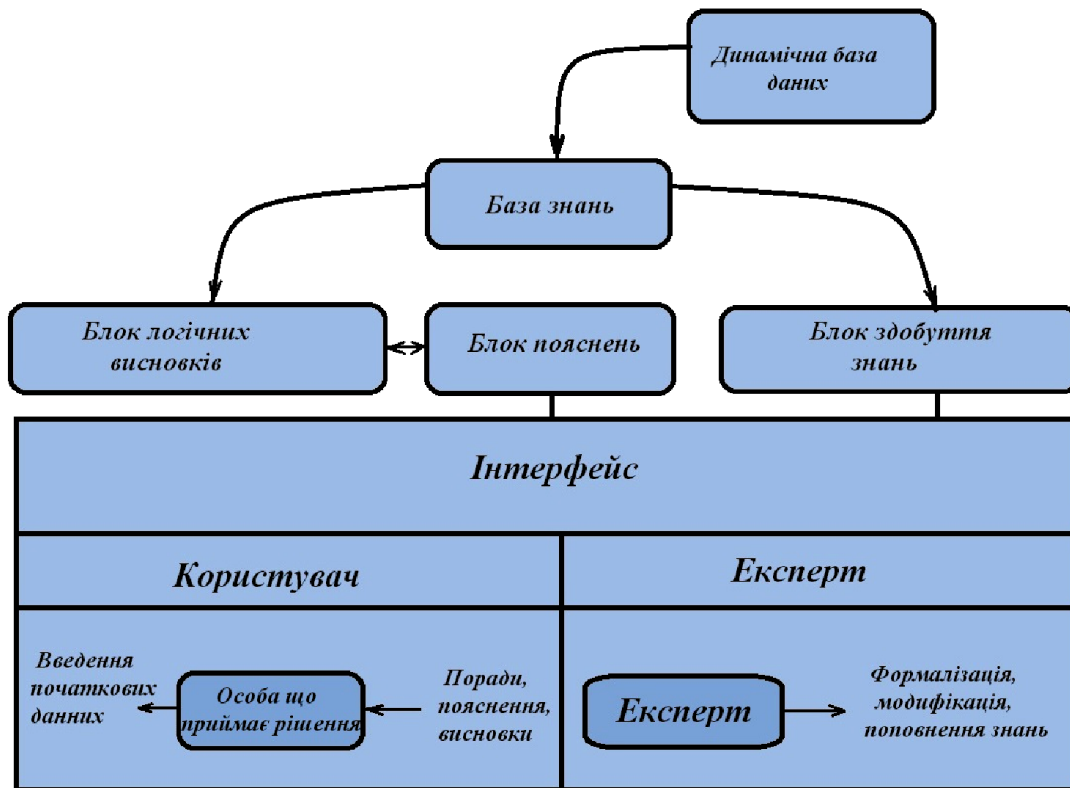 Динамічна база
даних
База знань
Блок логічних
висновків
Блок пояснень
Блок здобуття
знань
Інтерфейс
Користувач
Експерт
Введення
початкових
данних
Особа що
приймає рішення
Поради,
пояснення,
висновки
Експерт
Формалізація,
модифікація,
поповнення знань